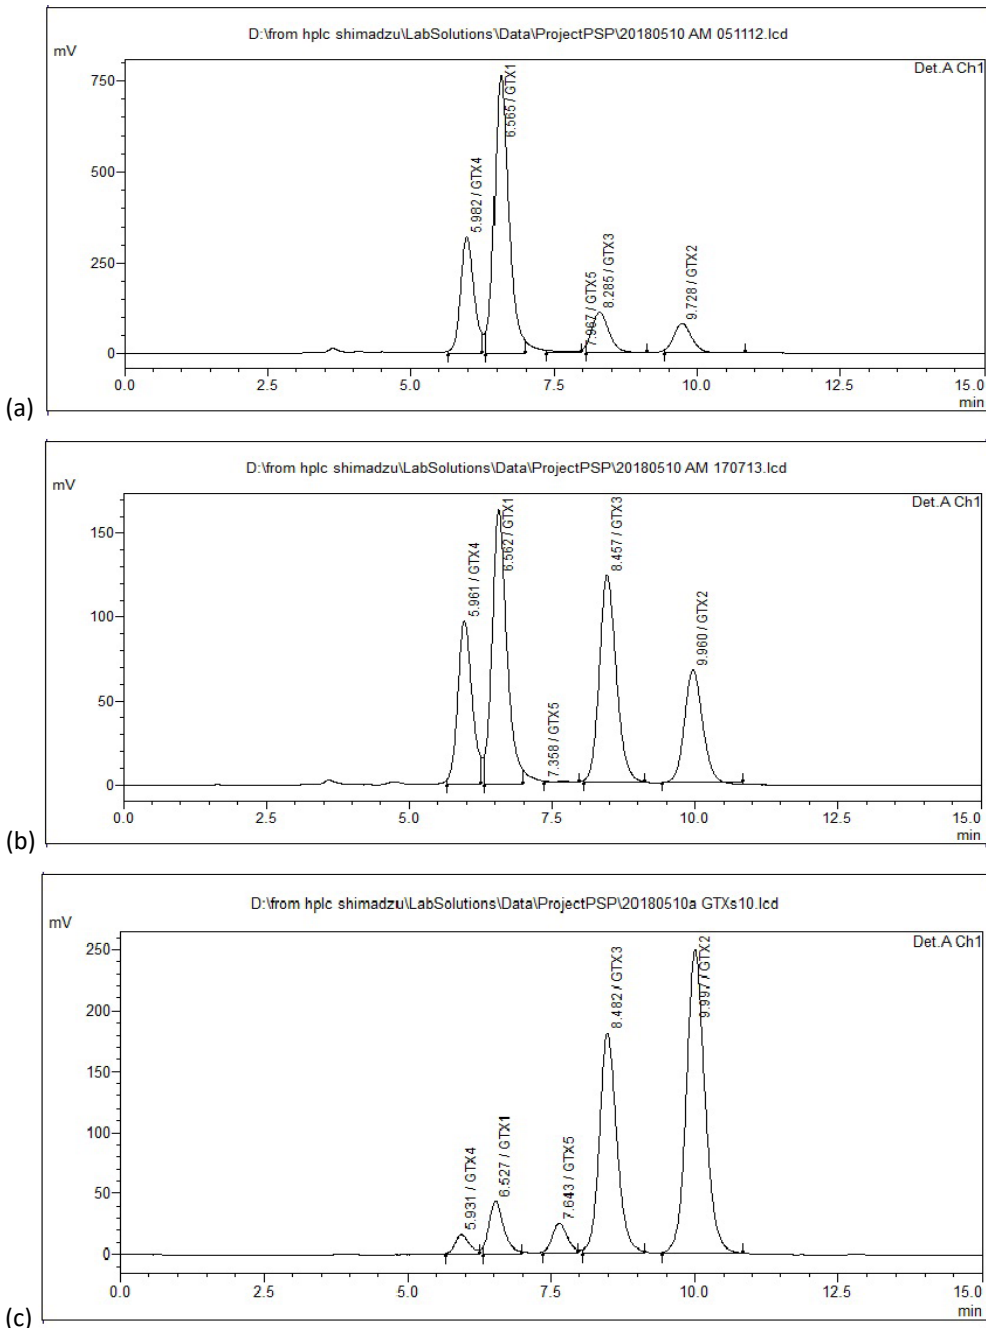 D:\from hplc shimadzu\LabSolutions\Data\ProjectPSP\20180510 AM 051112.lcd
mV
Det.A Ch1
750
500
250
0
5.982 / GTX4
6.565 / GTX1
7.967 / GTX5
8.285 / GTX3
9.728 / GTX2
0.0 2.5 5.0 7.5 10.0 12.5 15.0
min
(a)
D:\from hplc shimadzu\LabSolutions\Data\ProjectPSP\20180510 AM 170713.lcd
mV
Det.A Ch1
150
100
50
0
5.961 / GTX4
6.562 / GTX1
7.358 / GTX5
8.457 / GTX3
9.960 / GTX2
0.0 2.5 5.0 7.5 10.0 12.5 15.0
min
(b)
D:\from hplc shimadzu\LabSolutions\Data\ProjectPSP\20180510a GTXs10.lcd
mV
Det.A Ch1
250
200
150
100
50
0
5.931 / GTX4
6.527 / GTX1
7.643 / GTX5
8.482 / GTX3
9.997 / GTX2
0.0 2.5 5.0 7.5 10.0 12.5 15.0
min
(c)